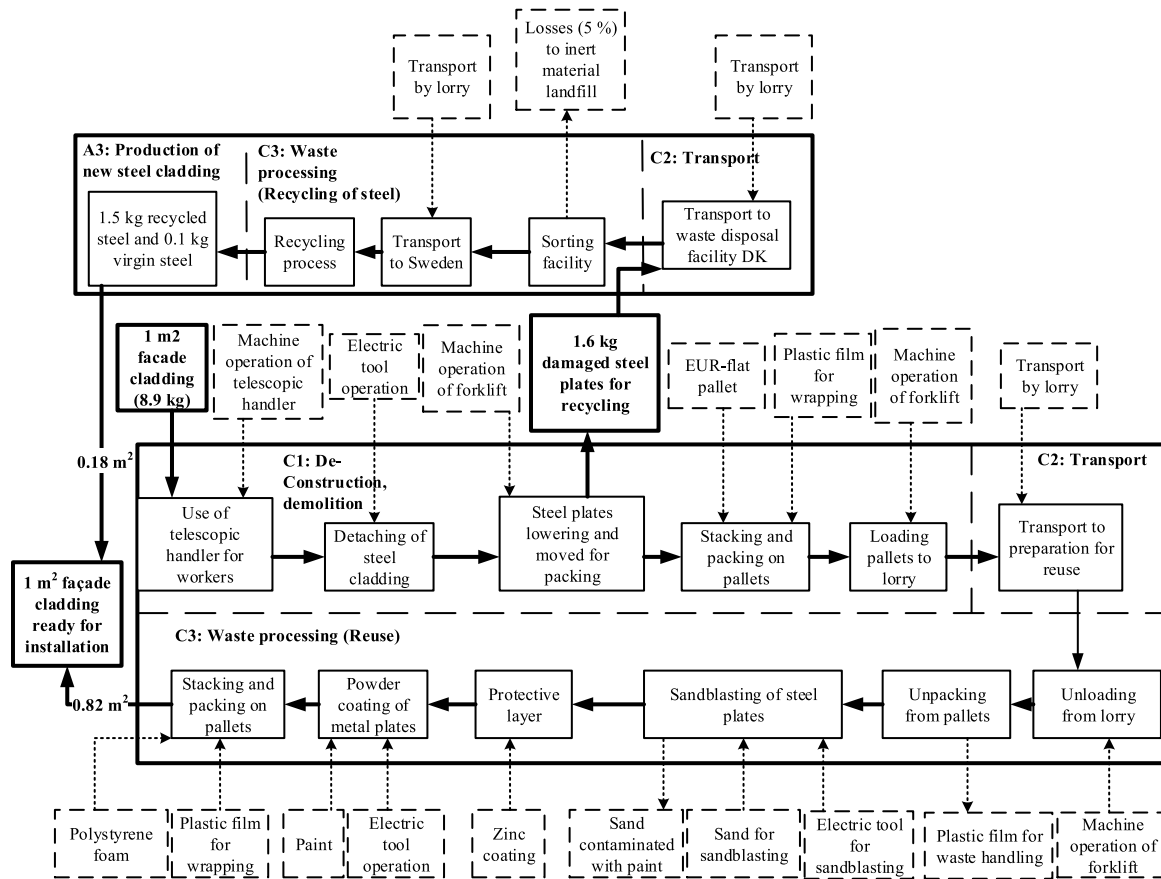 Transport
by lorry
Losses (5 %)
to inert
material
landfill
Transport
by lorry
A3: Production of
new steel cladding
C3: Waste
processing
(Recycling of steel)
C2: Transport
1.5 kg recycled
steel and 0.1 kg
virgin steel
Recycling
process
Transport
to Sweden
Sorting
facility
Transport to
waste disposal
facility DK
1 m2
facade
cladding
(8.9 kg)
Machine
operation of
telescopic
handler
Electric
tool
operation
Machine
operation
of forklift
1.6 kg
damaged steel
plates for
recycling
EUR-flat
pallet
Plastic film
for
wrapping
Machine
operation
of forklift
Transport
by lorry
0.18 m²
C1: De-
Construction,
demolition
C2: Transport
Use of
telescopic
handler for
workers
Detaching of
steel
cladding
Steel plates
lowering and
moved for
packing
Stacking and
packing on
pallets
Loading
pallets to
lorry
Transport to
preparation for
reuse
1 m² façade
cladding
ready for
installation
C3: Waste processing (Reuse)
0.82 m²
Stacking and
packing on
pallets
Powder
coating of
metal plates
Protective
layer
Sandblasting of steel
plates
Unpacking
from pallets
Unloading
from lorry
Polystyrene
foam
Plastic film
for
wrapping
Paint
Electric
tool
operation
Zinc
coating
Sand
contaminated
with paint
Sand for
sandblasting
Electric tool
for
sandblasting
Plastic film for
waste handling
Machine
operation of
forklift